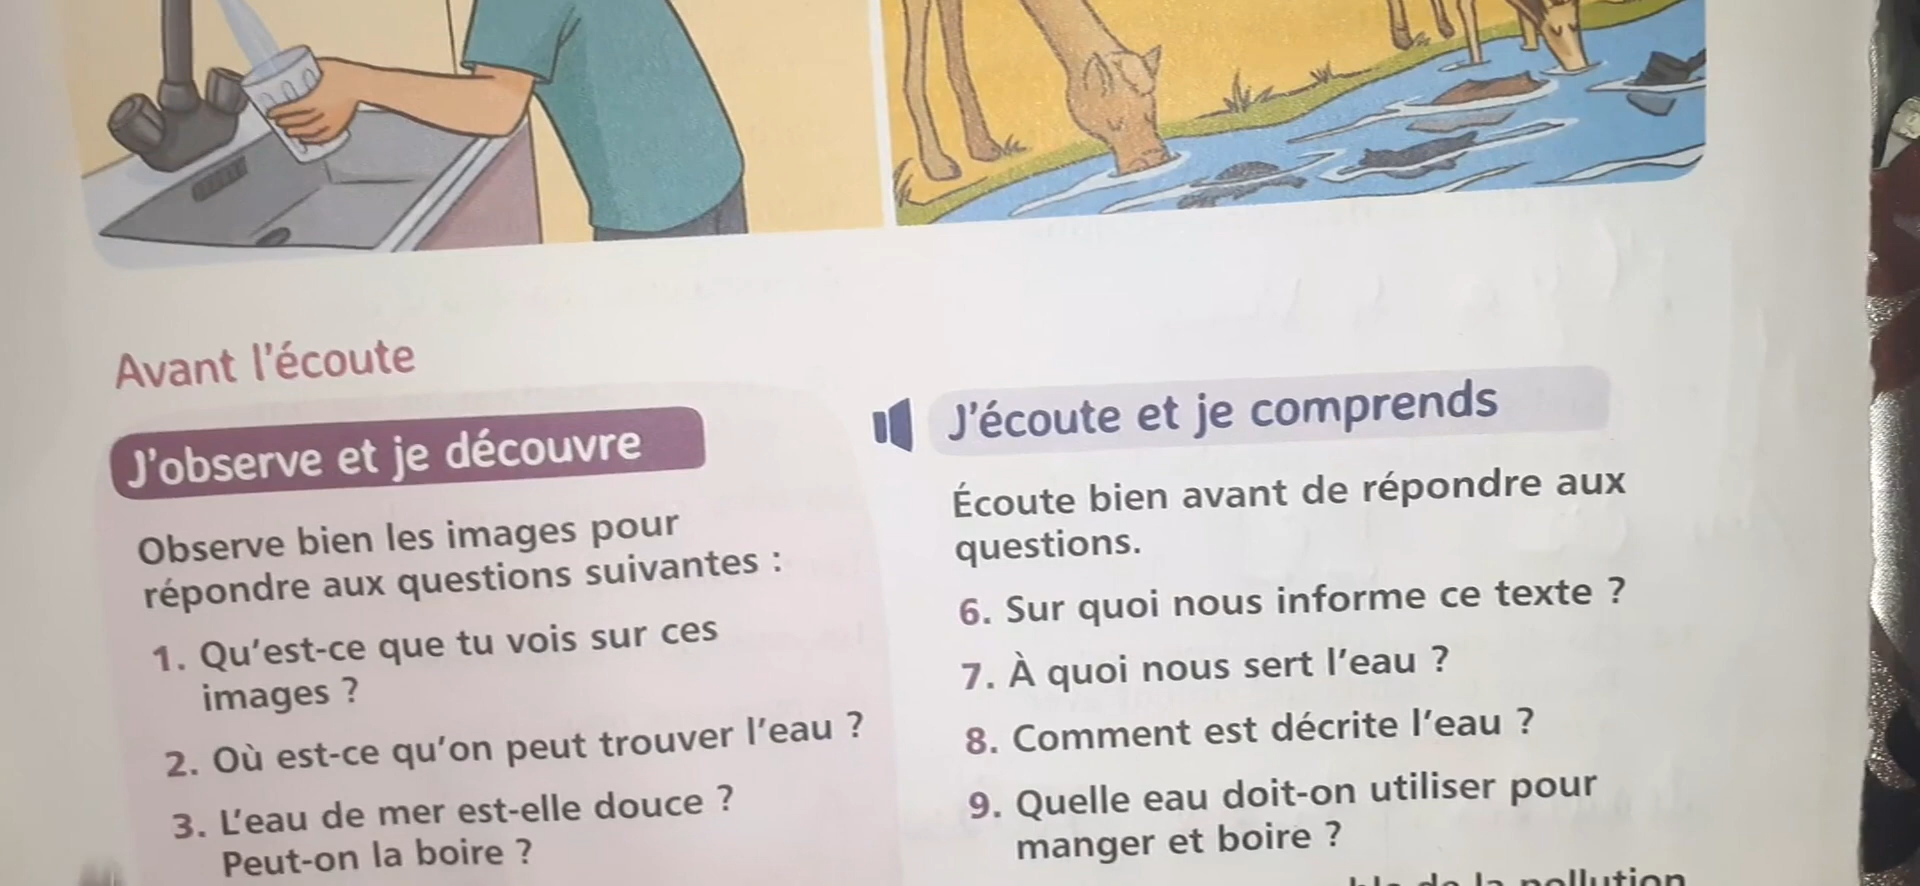 Avant l'écoute
J'observe et je découvre
Observe bien les images pour
répondre aux questions suivantes :
1. Qu'est-ce que tu vois sur ces
images ?
2. Où est-ce qu'on peut trouver l'eau ?
3. L'eau de mer est-elle douce ?
Peut-on la boire ?
J'écoute et je comprends
Écoute bien avant de répondre aux
questions.
6. Sur quoi nous informe ce texte ?
7. À quoi nous sert l'eau ?
8. Comment est décrite l'eau ?
9. Quelle eau doit-on utiliser pour
manger et boire ?
de la pollution